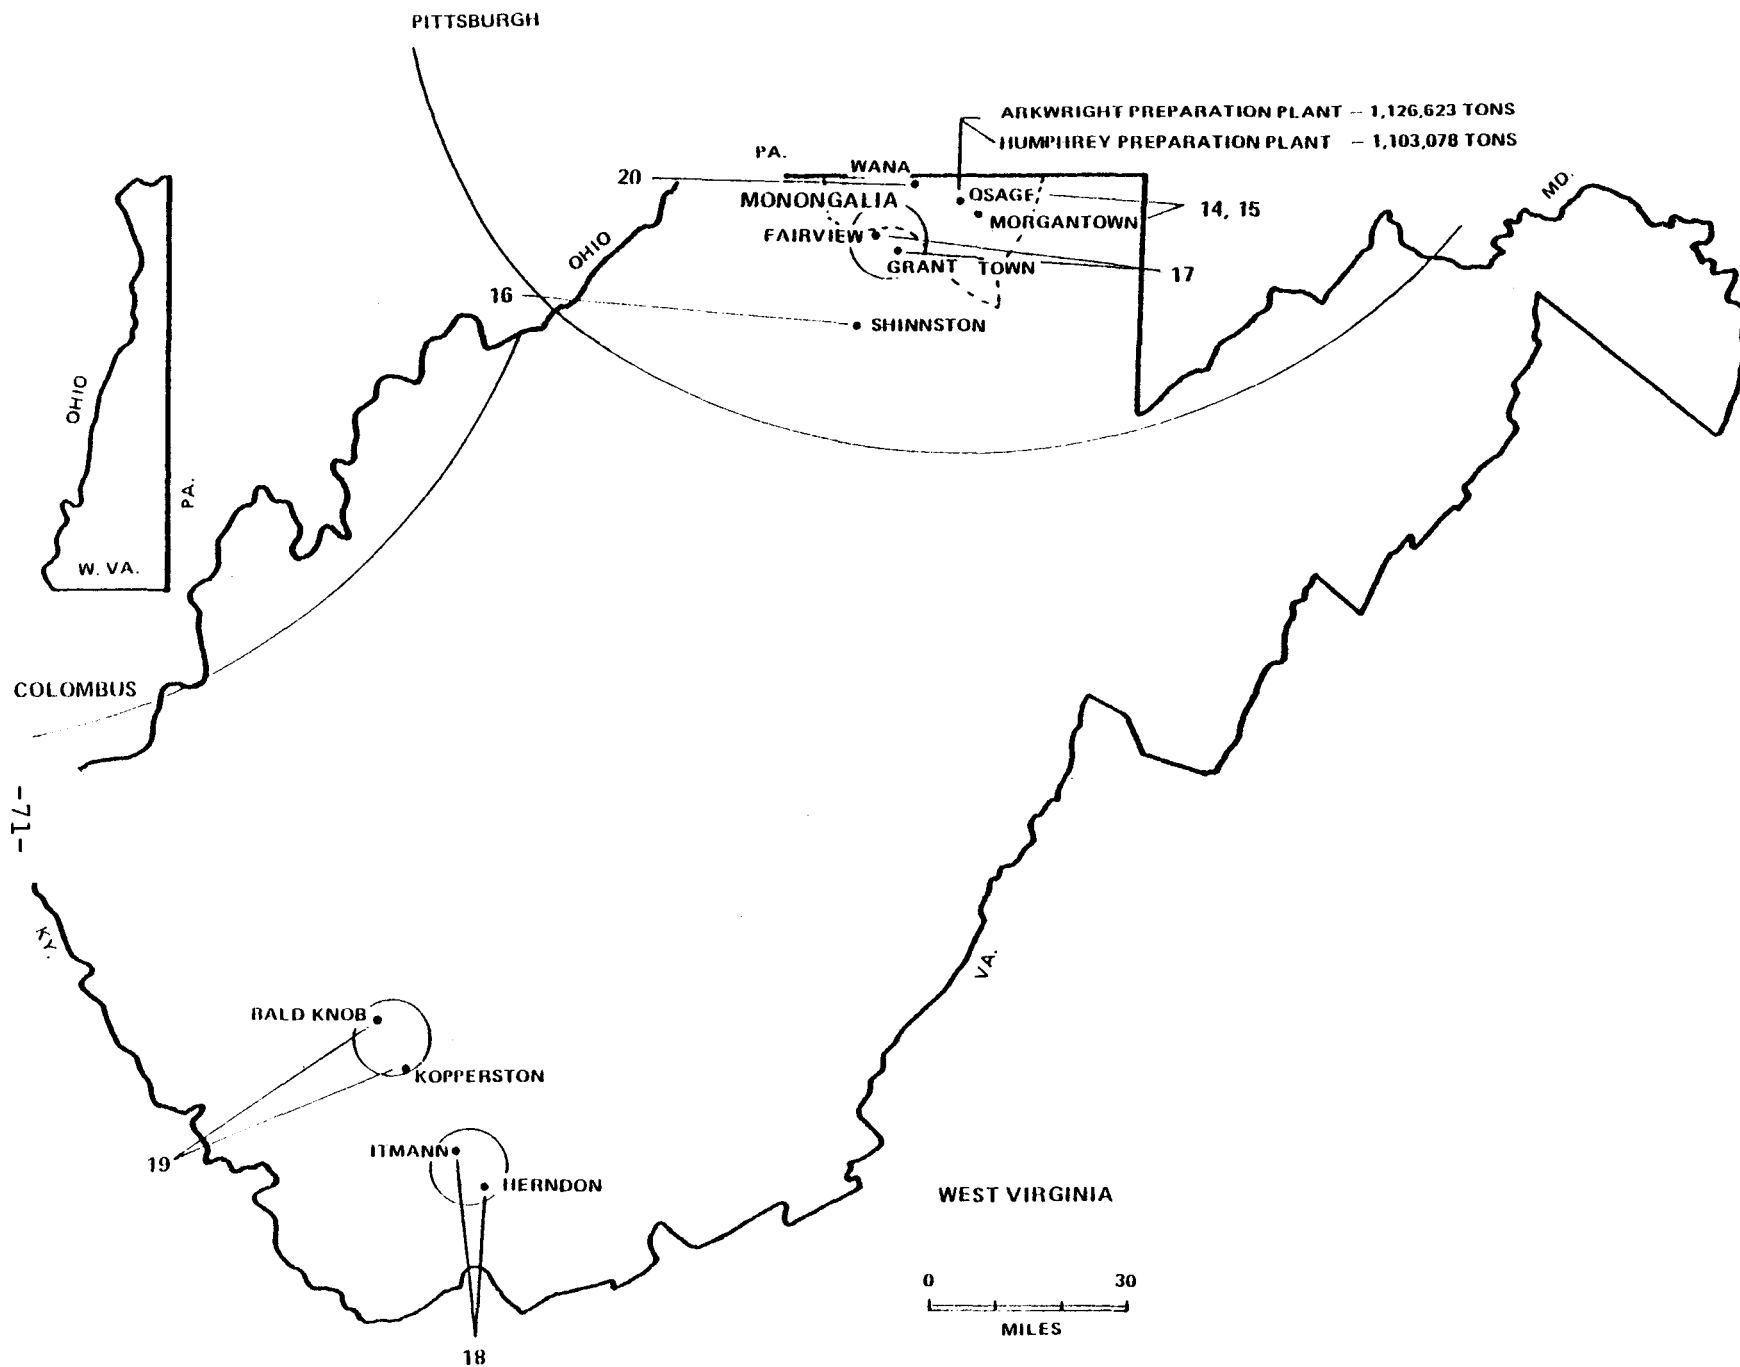 PITTSBURGH
ARKWRIGHT PREPARATION PLANT – 1,126,623 TONS
HUMPHREY PREPARATION PLANT – 1,103,078 TONS
PA.
WANA
20
MONONGALIA
OSAGE
14, 15
MORGANTOWN
FAIRVIEW
GRANT TOWN
17
MD.
OHIO
16
SHINNSTON
OHIO
PA.
W. VA.
COLOMBUS
-71-
KY.
VA.
BALD KNOB
KOPPERSTON
19
ITMANN
HERNDON
WEST VIRGINIA
0 30
MILES
18